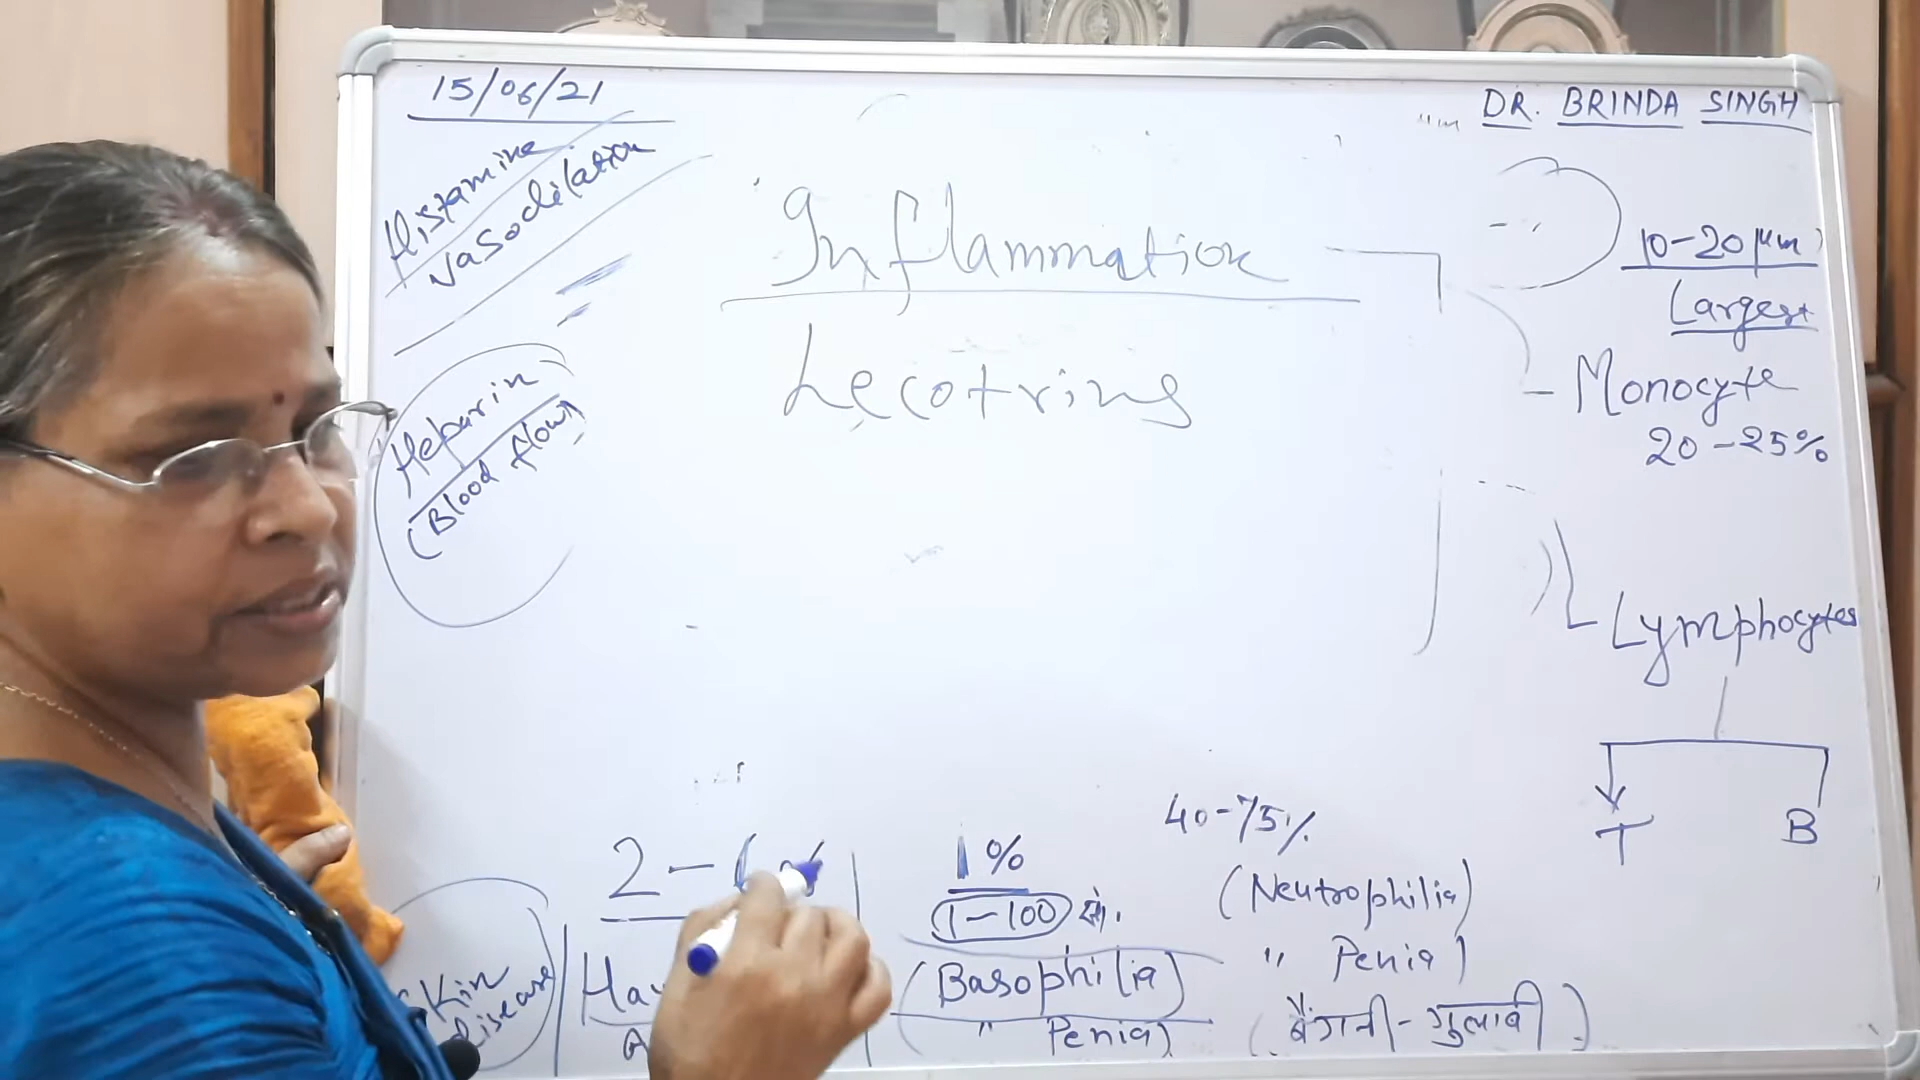 15/06/21
DR. BRINDA SINGH
Histamine
Vasodilation
Inflammation
10-20 µm
Largest
Heparin
(Blood flow)
Lecotrins
Monocyte
20-25%
Lymphocytes
T B
2-
1%
40-75%
1-100
(Neutrophilia)
" Penia)
Skin
disease
(Basophilia)
" Penia)
(बैंगनी-गुलाबी)